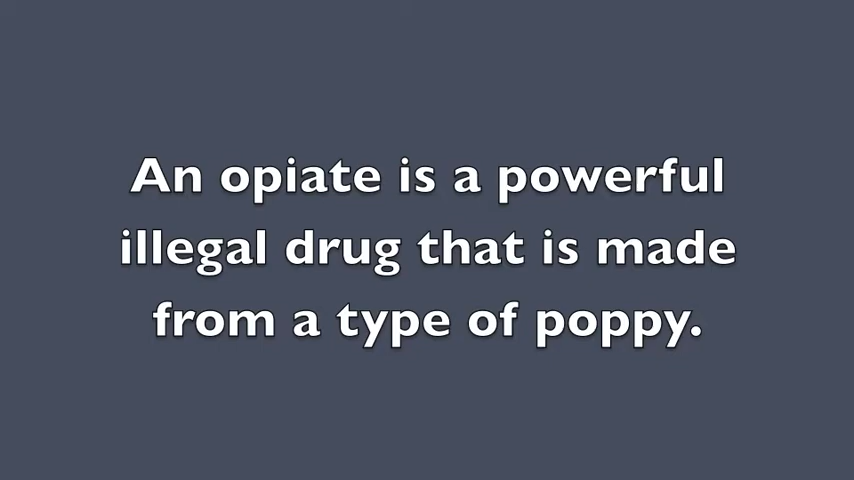 An opiate is a powerful
illegal drug that is made
from a type of poppy.